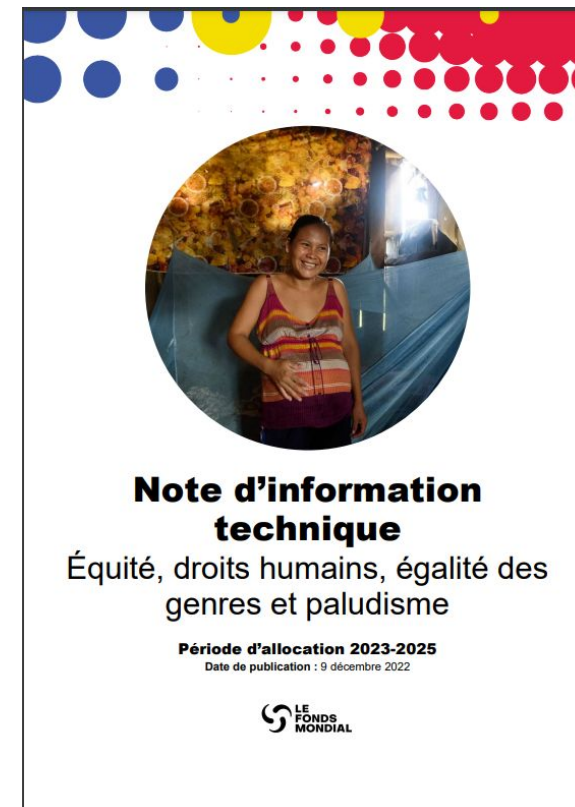 Note d’information
technique
Équité, droits humains, égalité des
genres et paludisme
Période d’allocation 2023-2025
Date de publication : 9 décembre 2022
LE
FONDS
MONDIAL